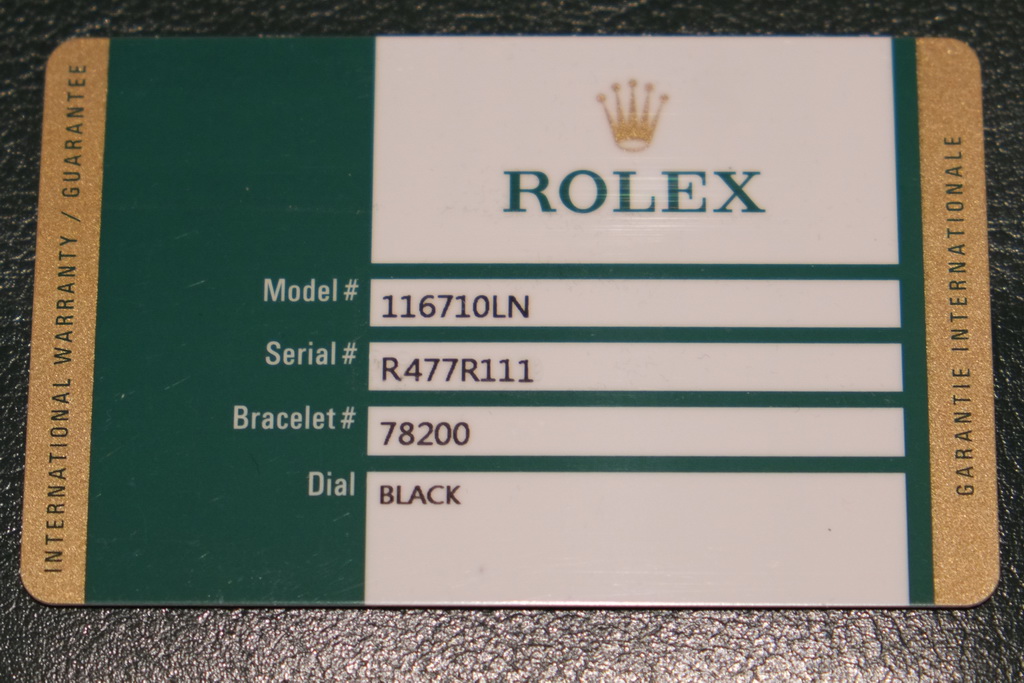 INTERNATIONAL WARRANTY / GUARANTEE
ROLEX
Model # 116710LN
Serial # R477R111
Bracelet # 78200
Dial BLACK
GARANTIE INTERNATIONALE